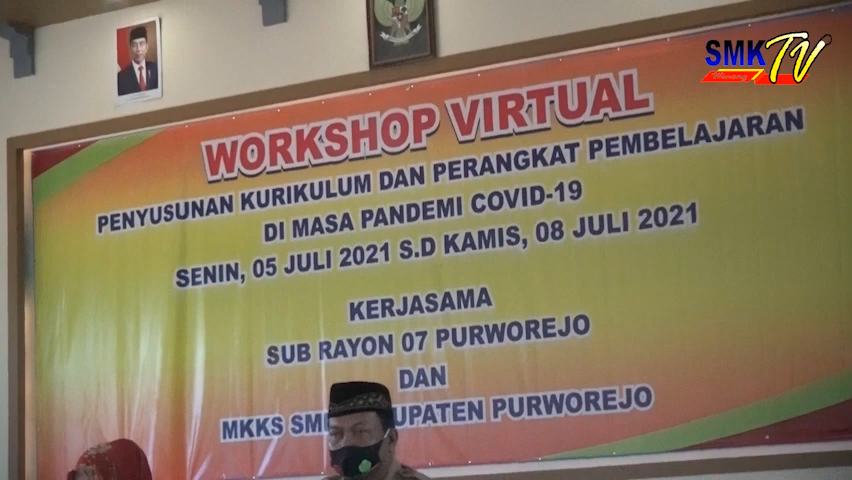 SMK TV
WORKSHOP VIRTUAL
PENYUSUNAN KURIKULUM DAN PERANGKAT PEMBELAJARAN
DI MASA PANDEMI COVID-19
SENIN, 05 JULI 2021 S.D KAMIS, 08 JULI 2021
KERJASAMA
SUB RAYON 07 PURWOREJO
DAN
MKKS SM PURWOREJO